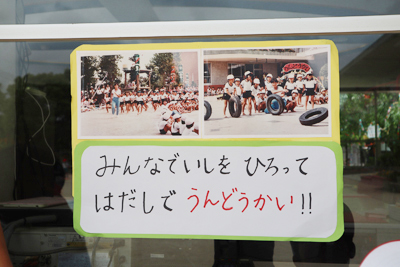 みんなでいしを ひろって
はだしで うんどうかい!!